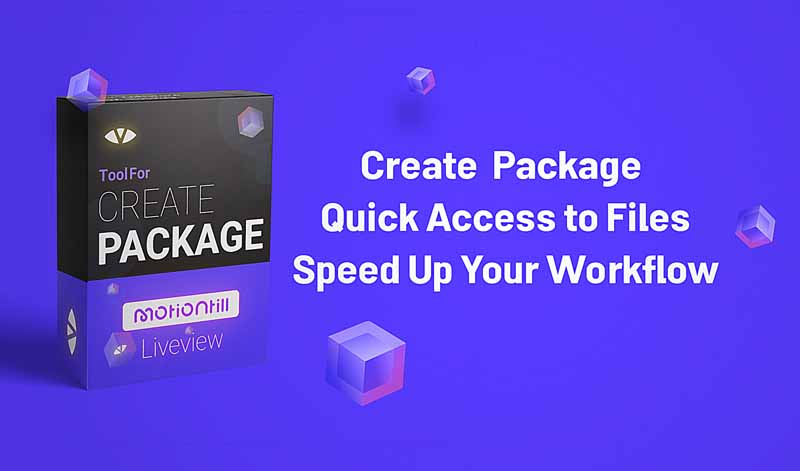 Tool For
CREATE
PACKAGE
motiontill
Liveview
Create Package
Quick Access to Files
Speed Up Your Workflow